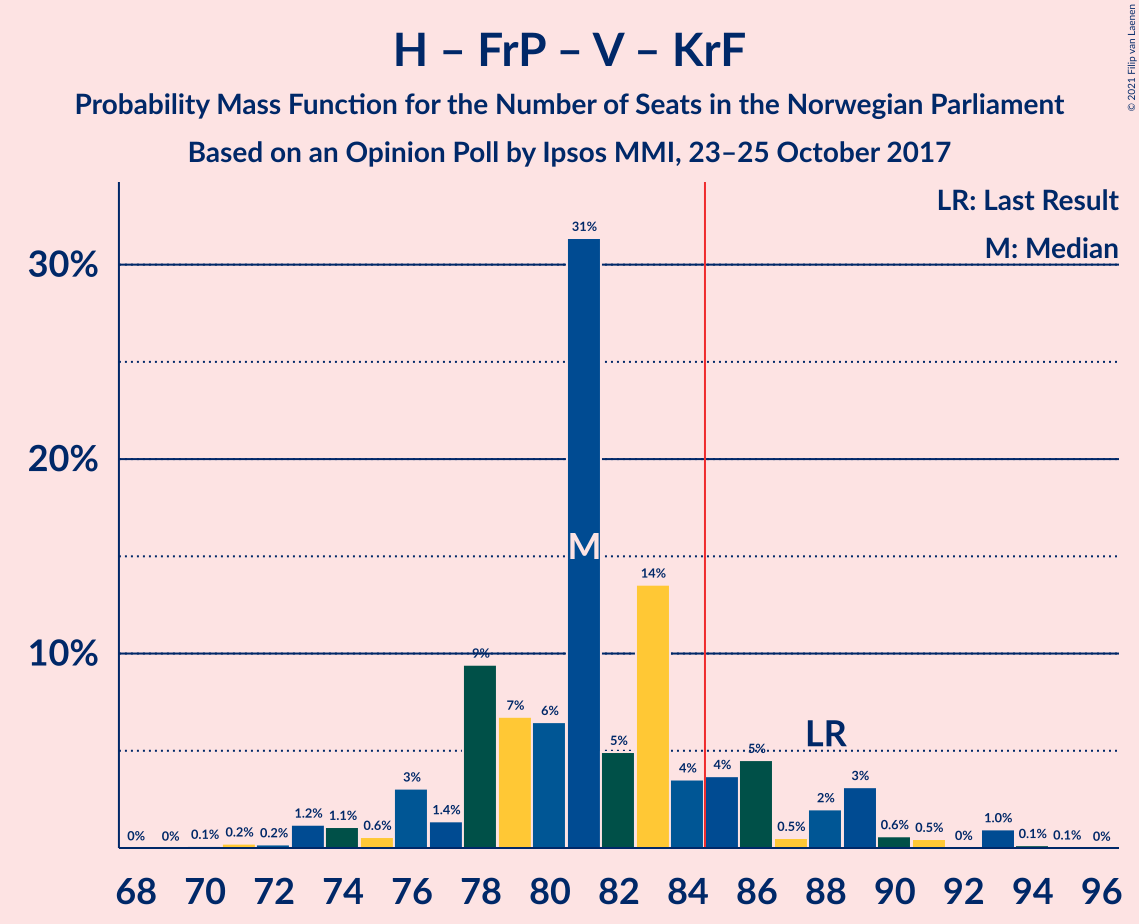 H – FrP – V – KrF
Probability Mass Function for the Number of Seats in the Norwegian Parliament
Based on an Opinion Poll by Ipsos MMI, 23–25 October 2017
© 2021 Filip van Laenen
LR: Last Result
M: Median
30%
20%
10%
0% 0% 0.1% 0.2% 0.2% 1.2% 1.1% 0.6% 3% 1.4% 9% 7% 6% 31% 5% 14% 4% 4% 5% 0.5% 2% 3% 0.6% 0.5% 0% 1.0% 0.1% 0.1% 0%
M
LR
68 70 72 74 76 78 80 82 84 86 88 90 92 94 96